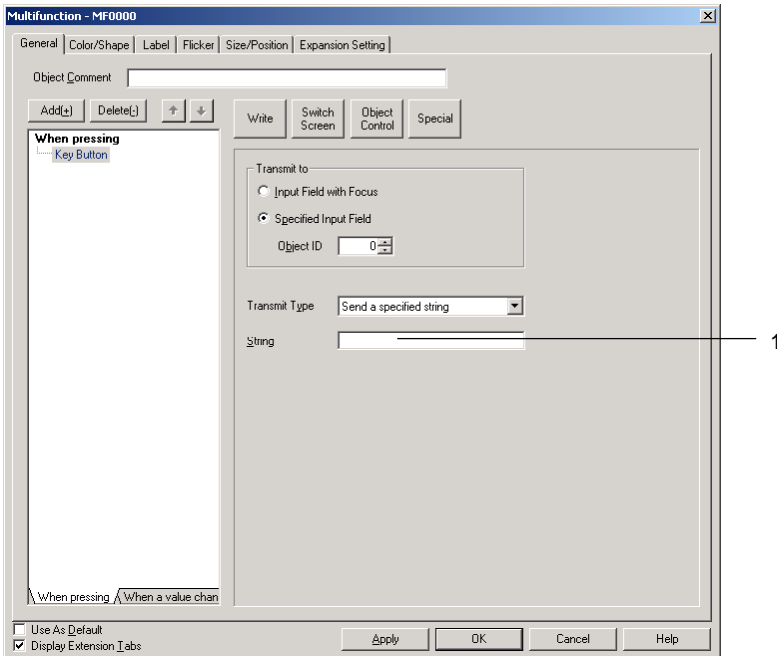 Multifunction - MF0000
General Color/Shape Label Flicker Size/Position Expansion Setting
Object Comment
Add(+) Delete(-)
Write Switch Screen Object Control Special
When pressing
Key Button
Transmit to
Input Field with Focus
Specified Input Field
Object ID 0
Transmit Type Send a specified string
String
1
When pressing When a value chan
Use As Default
Display Extension Tabs
Apply OK Cancel Help